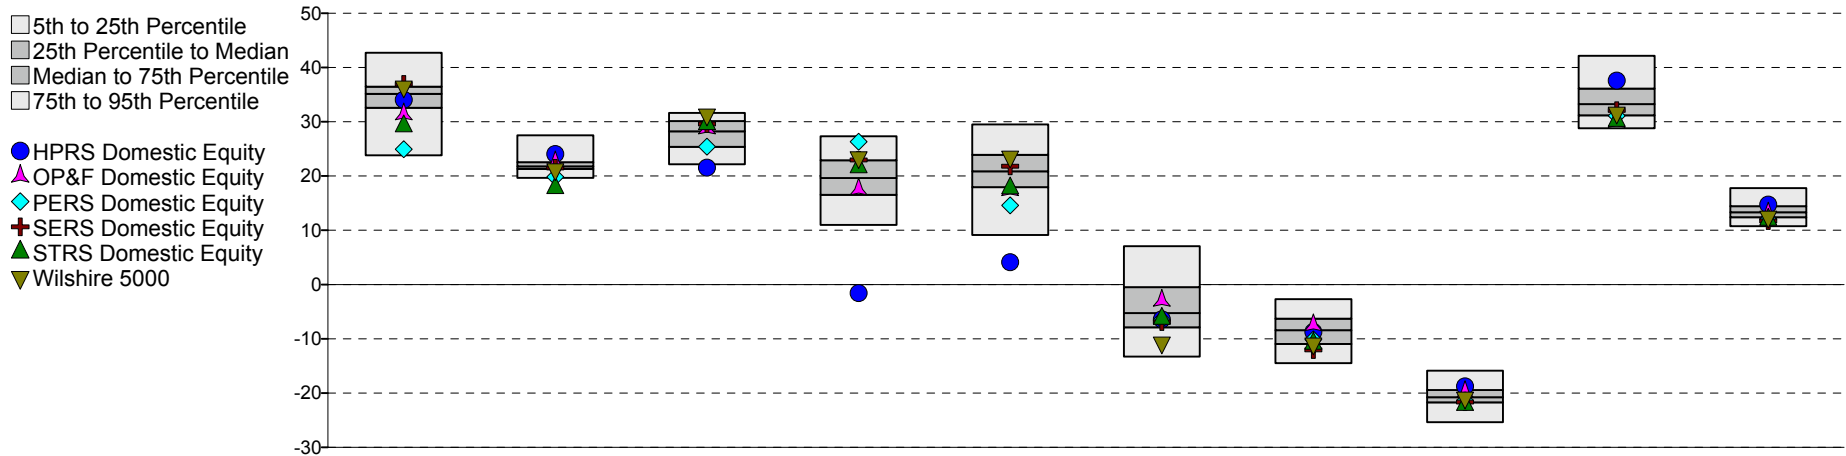 5th to 25th Percentile
25th Percentile to Median
Median to 75th Percentile
75th to 95th Percentile
HPRS Domestic Equity
OP&F Domestic Equity
PERS Domestic Equity
SERS Domestic Equity
STRS Domestic Equity
Wilshire 5000
50
40
30
20
10
0
-10
-20
-30